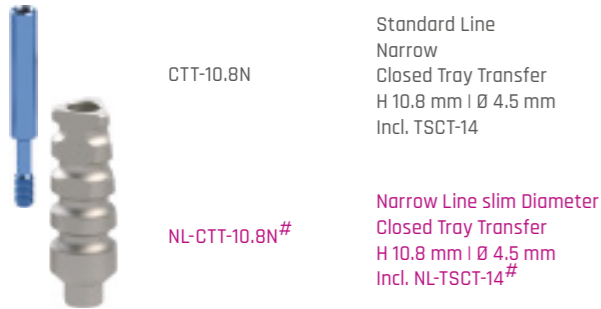 CTT-10.8N
Standard Line
Narrow
Closed Tray Transfer
H 10.8 mm | Ø 4.5 mm
Incl. TSCT-14
NL-CTT-10.8N#
Narrow Line slim Diameter
Closed Tray Transfer
H 10.8 mm | Ø 4.5 mm
Incl. NL-TSCT-14#